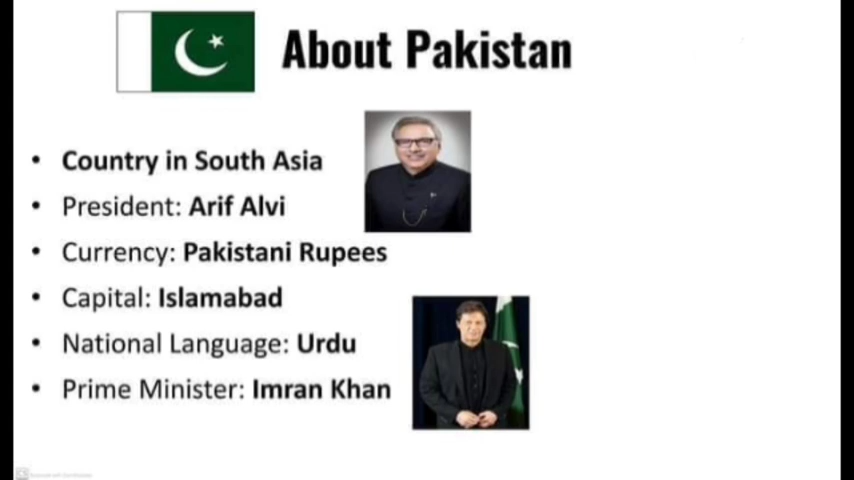 About Pakistan
• Country in South Asia
• President: Arif Alvi
• Currency: Pakistani Rupees
• Capital: Islamabad
• National Language: Urdu
• Prime Minister: Imran Khan